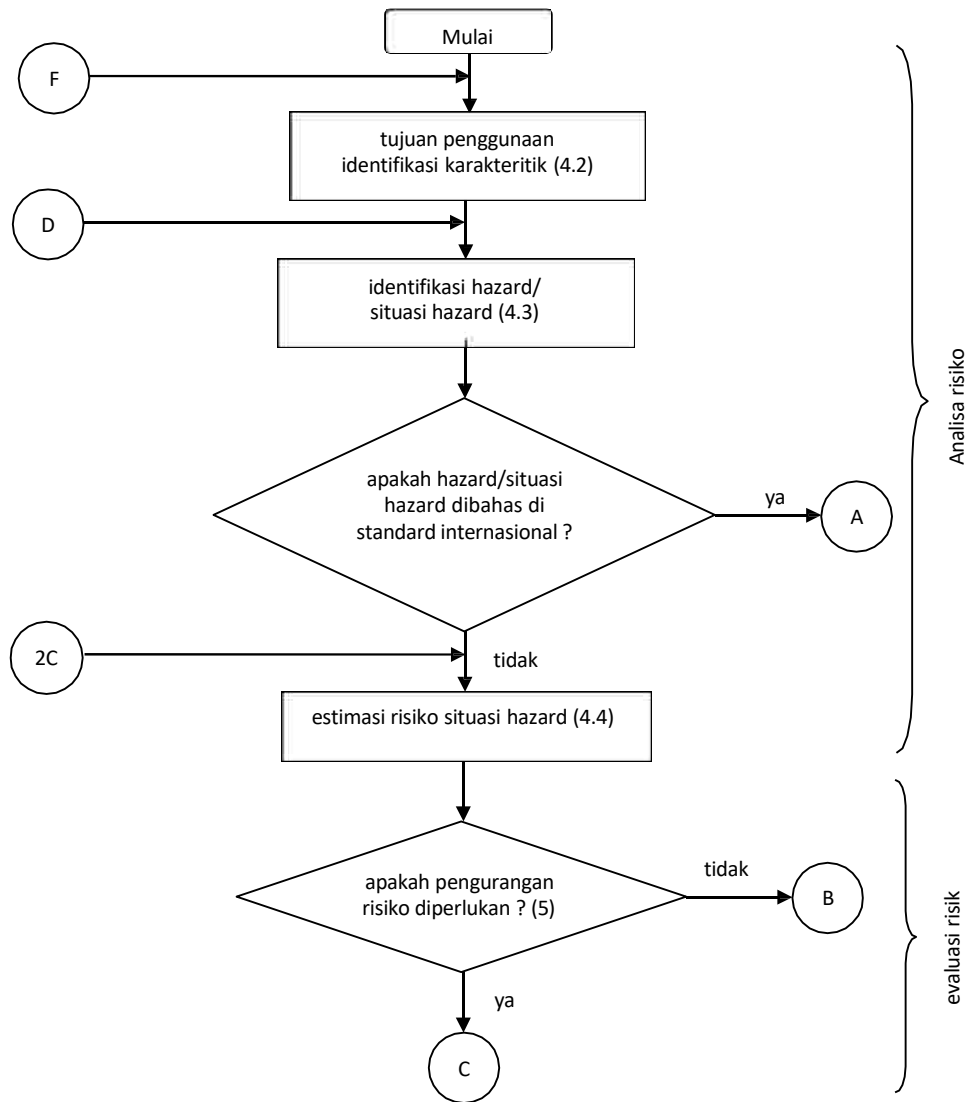 Mulai
F
tujuan penggunaan
identifikasi karakteritik (4.2)
D
identifikasi hazard/
situasi hazard (4.3)
apakah hazard/situasi
hazard dibahas di
standard internasional ?
ya
A
Analisa risiko
2C
tidak
estimasi risiko situasi hazard (4.4)
apakah pengurangan
risiko diperlukan ? (5)
tidak
B
evaluasi risik
ya
C